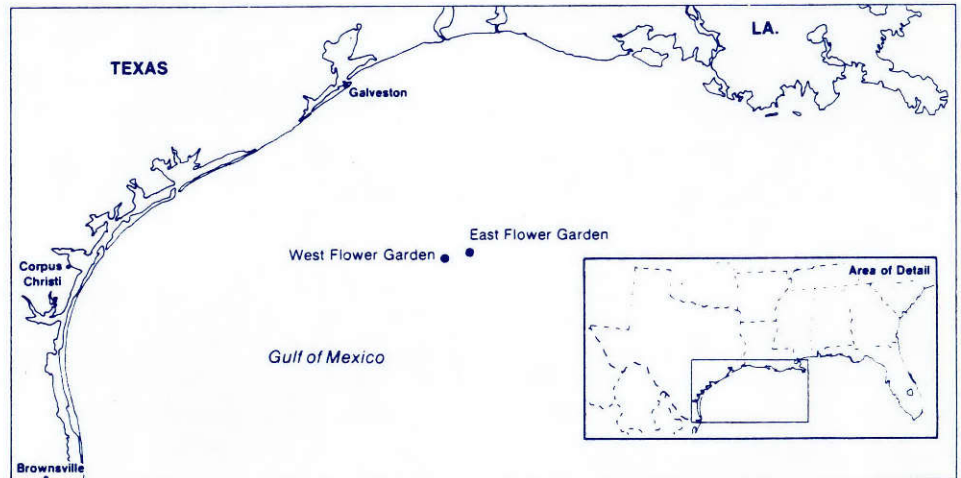 TEXAS
LA.
Galveston
East Flower Garden
West Flower Garden
Corpus
Christi
Area of Detail
Gulf of Mexico
Brownsville